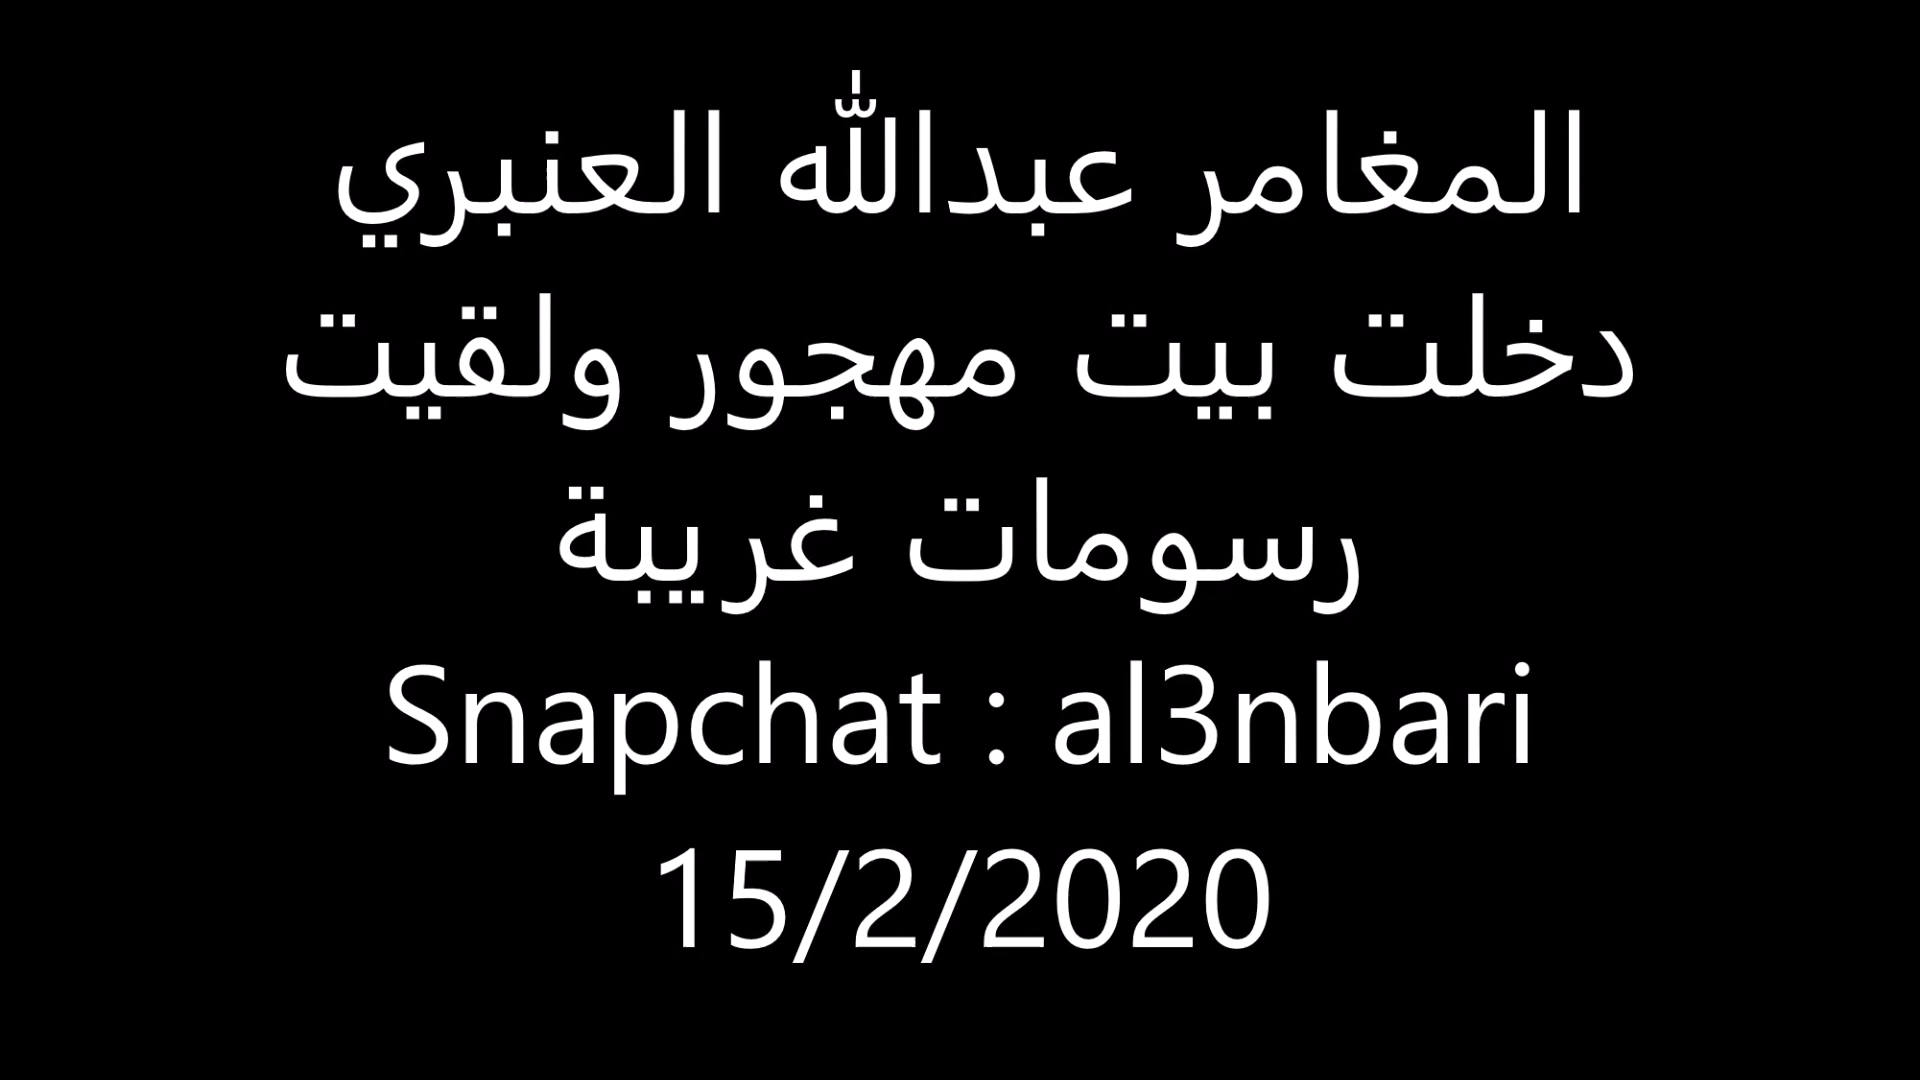 المغامر عبدالله العنبري
دخلت بيت مهجور ولقيت
رسومات غريبة
Snapchat : al3nbari
15/2/2020